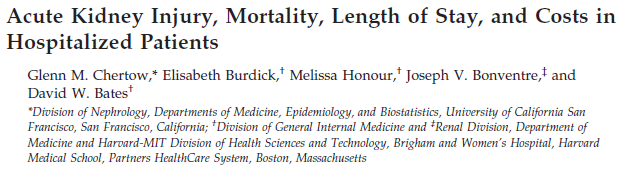 Acute Kidney Injury, Mortality, Length of Stay, and Costs in
Hospitalized Patients
Glenn M. Chertow,* Elisabeth Burdick,† Melissa Honour,† Joseph V. Bonventre,‡ and
David W. Bates†
*Division of Nephrology, Departments of Medicine, Epidemiology, and Biostatistics, University of California San
Francisco, San Francisco, California; †Division of General Internal Medicine and ‡Renal Division, Department of
Medicine and Harvard-MIT Division of Health Sciences and Technology, Brigham and Women's Hospital, Harvard
Medical School, Partners HealthCare System, Boston, Massachusetts